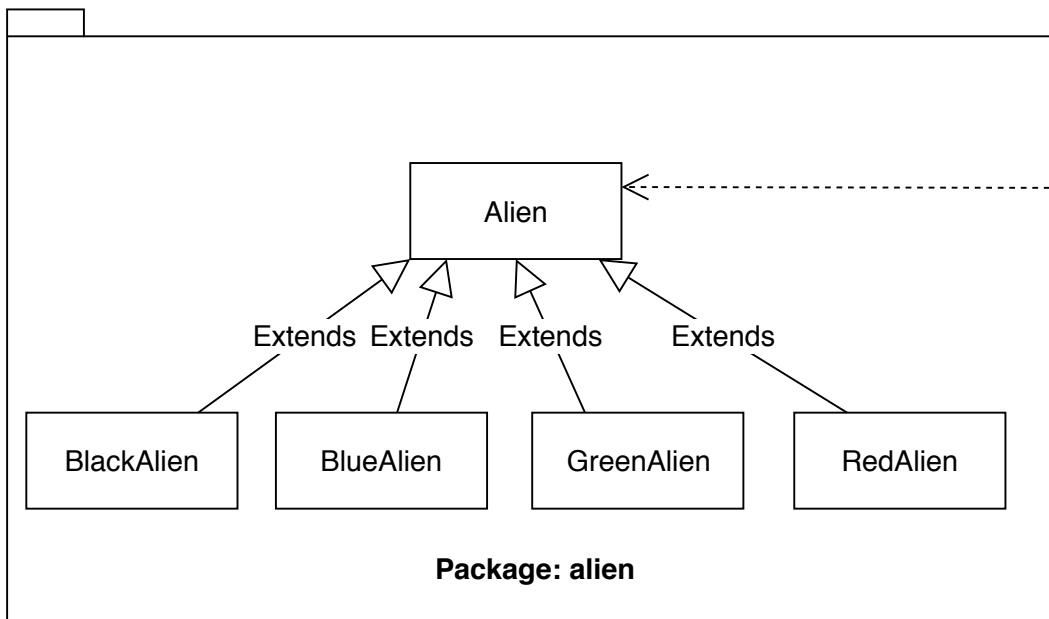 Alien
Extends Extends Extends Extends
BlackAlien BlueAlien GreenAlien RedAlien
Package: alien